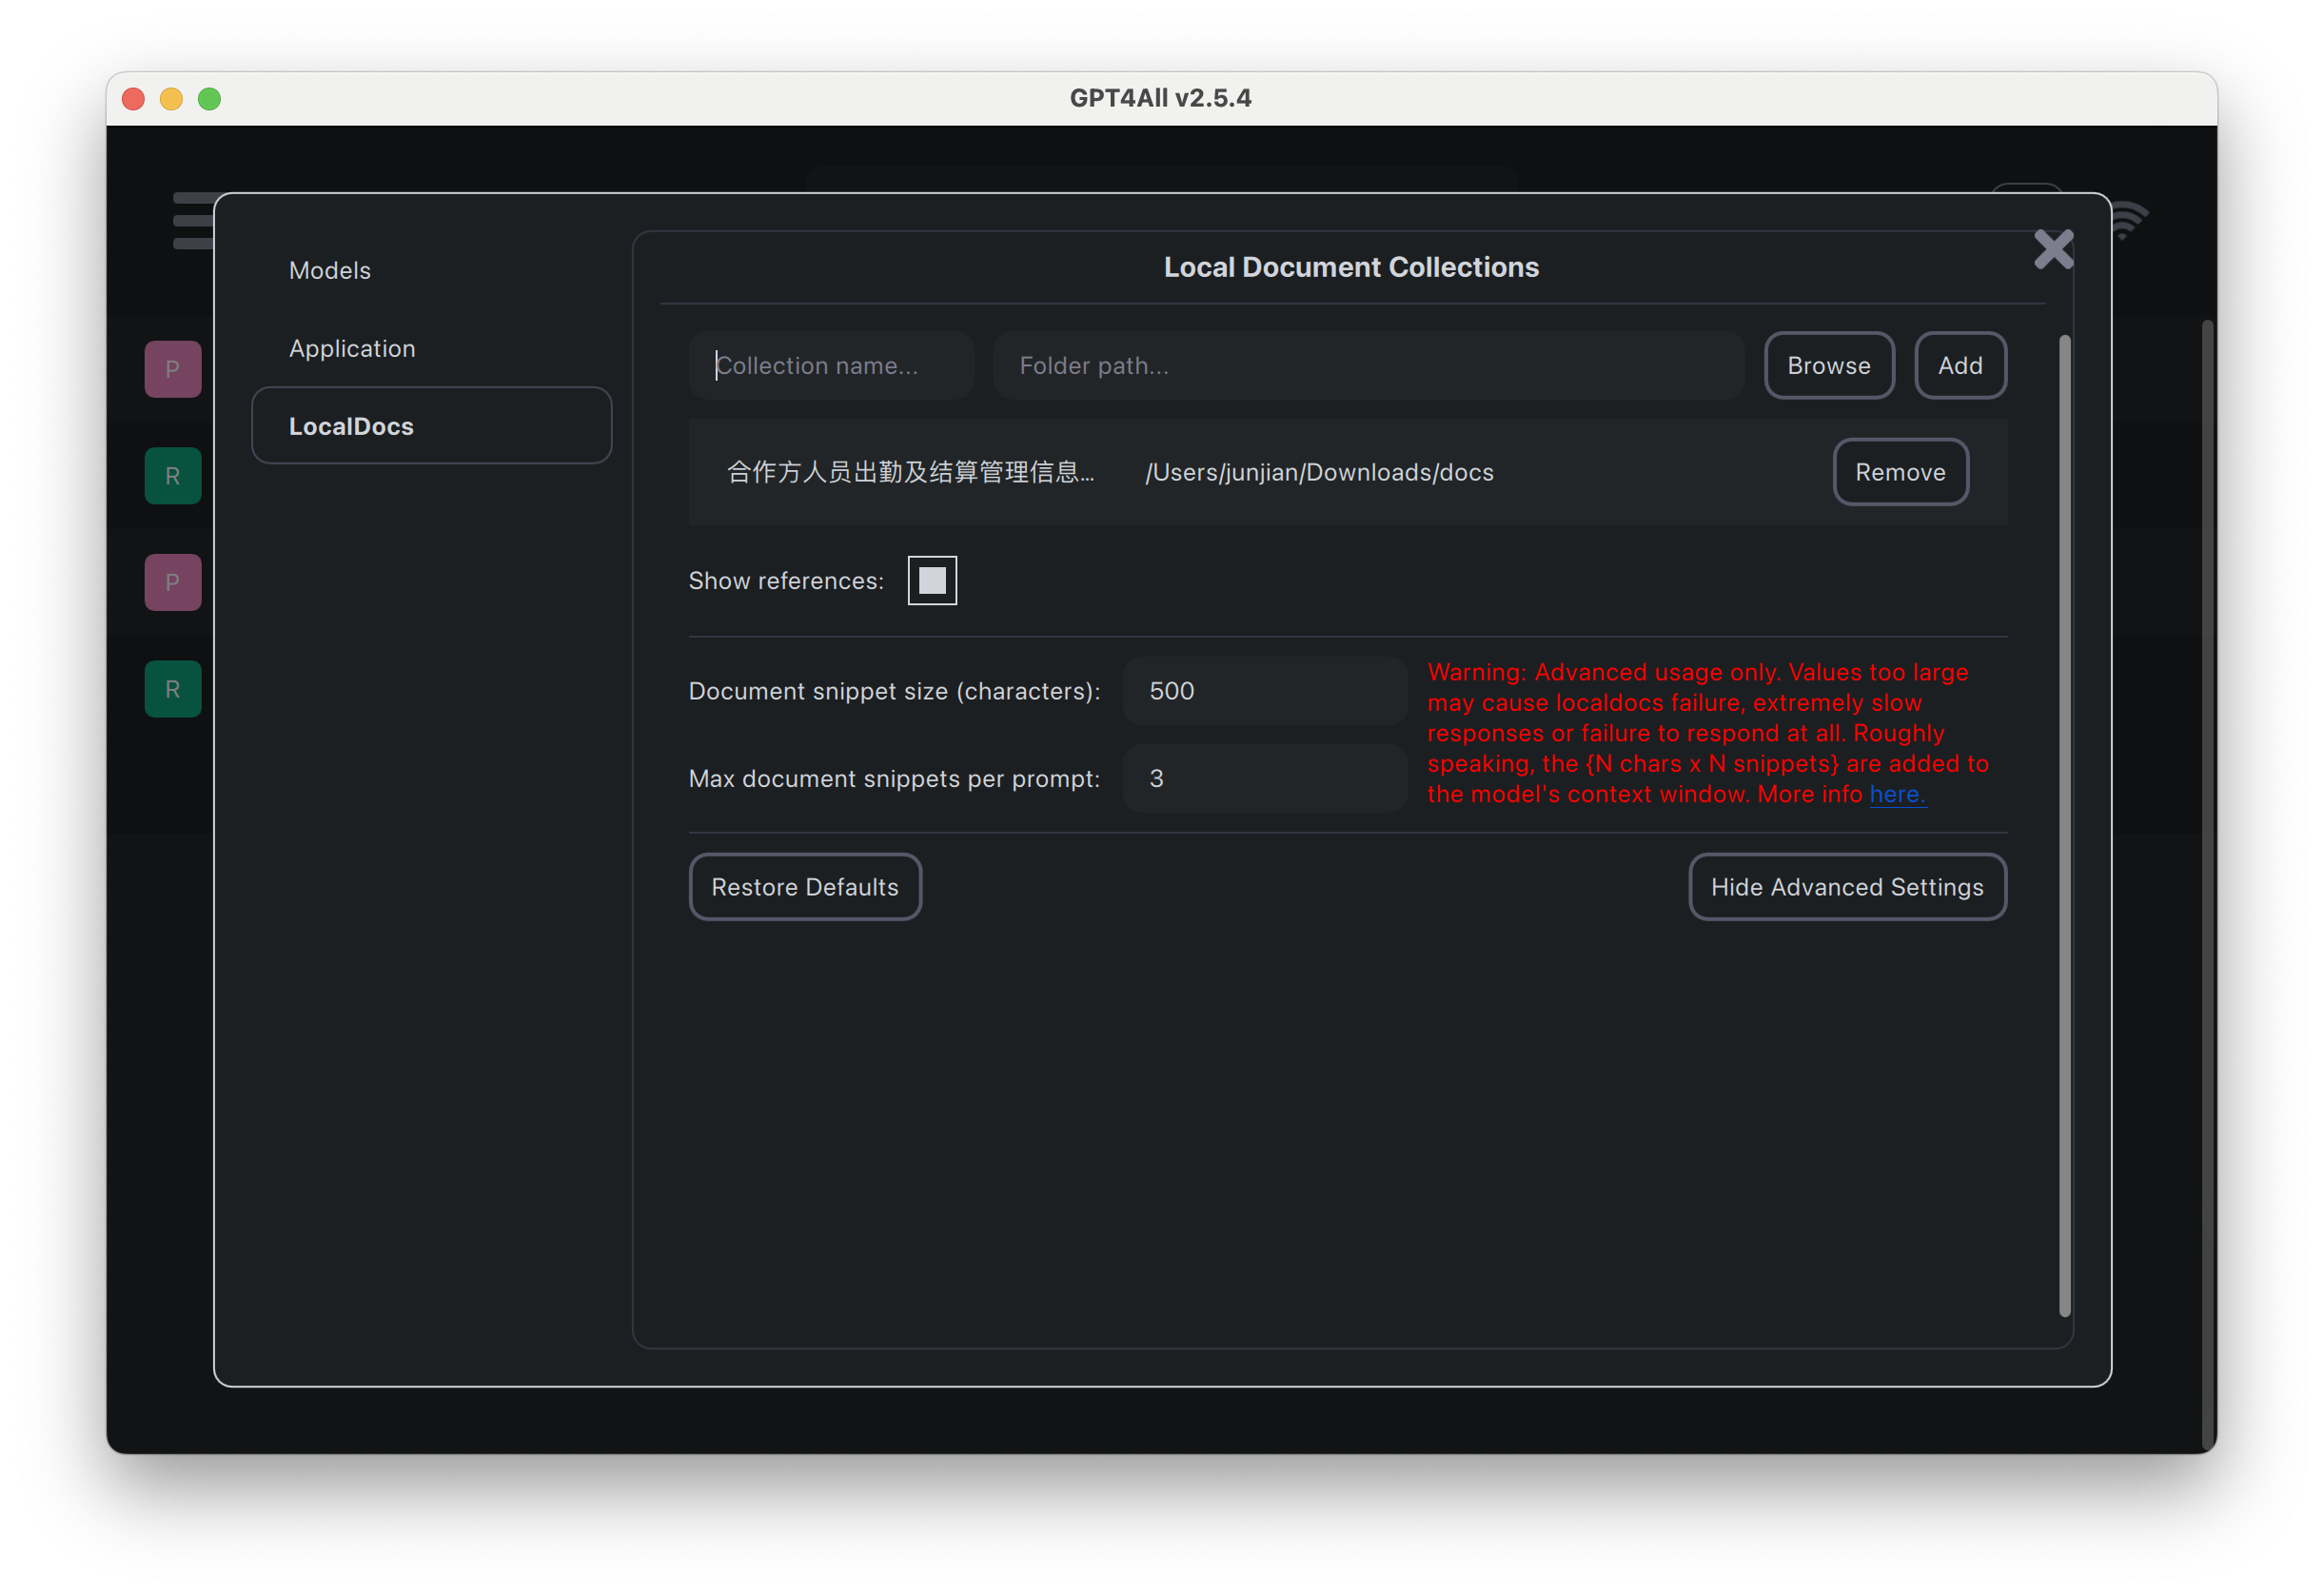 GPT4All v2.5.4
Models
Application
LocalDocs
Local Document Collections
Collection name...
Folder path...
Browse
Add
合作方人员出勤及结算管理信息...
/Users/junjian/Downloads/docs
Remove
Show references:
Document snippet size (characters):
500
Max document snippets per prompt:
3
Warning: Advanced usage only. Values too large
may cause localdocs failure, extremely slow
responses or failure to respond at all. Roughly
speaking, the {N chars x N snippets} are added to
the model's context window. More info here.
Restore Defaults
Hide Advanced Settings
P
R
P
R